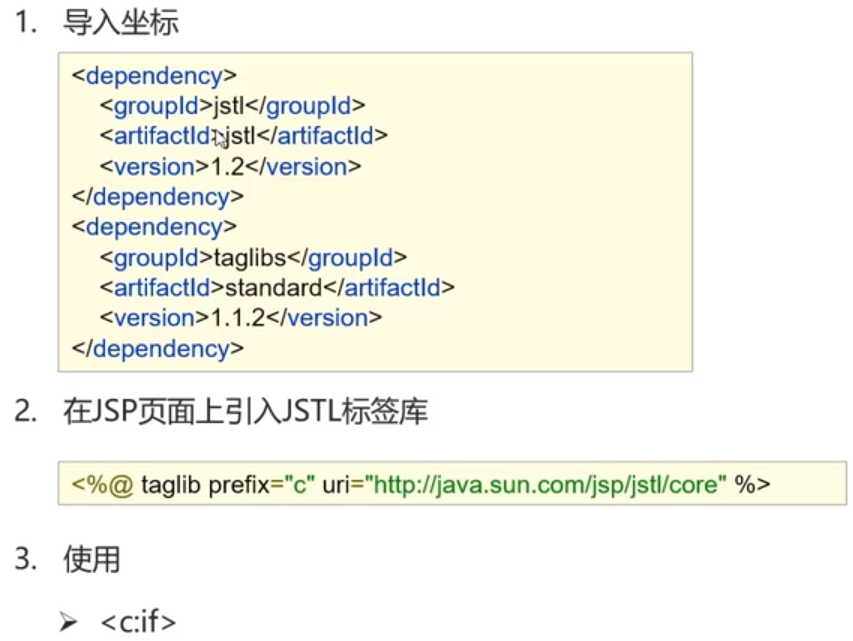 1. 导入坐标
<dependency>
<groupId>jstl</groupId>
<artifactId>jstl</artifactId>
<version>1.2</version>
</dependency>
<dependency>
<groupId>taglibs</groupId>
<artifactId>standard</artifactId>
<version>1.1.2</version>
</dependency>
2. 在JSP页面上引入JSTL标签库
<%@ taglib prefix="c" uri="http://java.sun.com/jsp/jstl/core" %>
3. 使用
➢ <c:if>